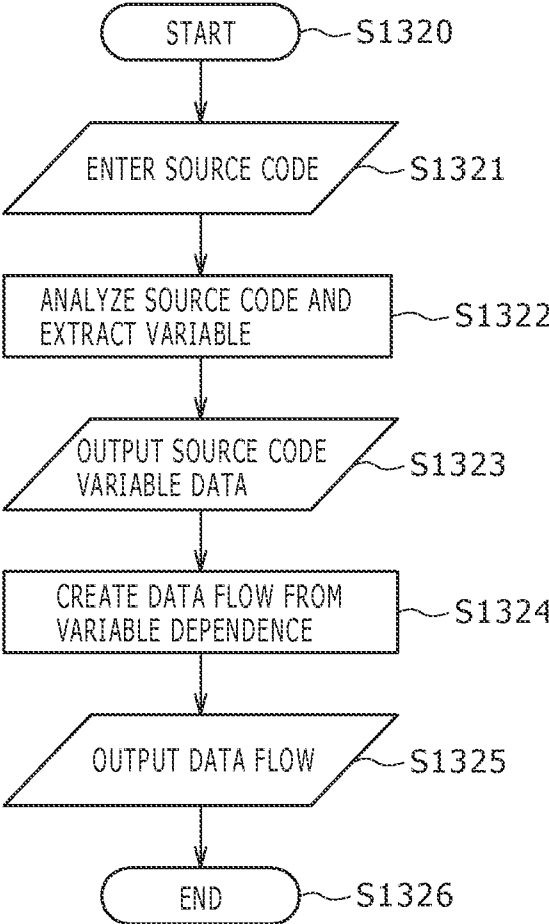 START
S1320
ENTER SOURCE CODE
S1321
ANALYZE SOURCE CODE AND
EXTRACT VARIABLE
S1322
OUTPUT SOURCE CODE
VARIABLE DATA
S1323
CREATE DATA FLOW FROM
VARIABLE DEPENDENCE
S1324
OUTPUT DATA FLOW
S1325
END
S1326